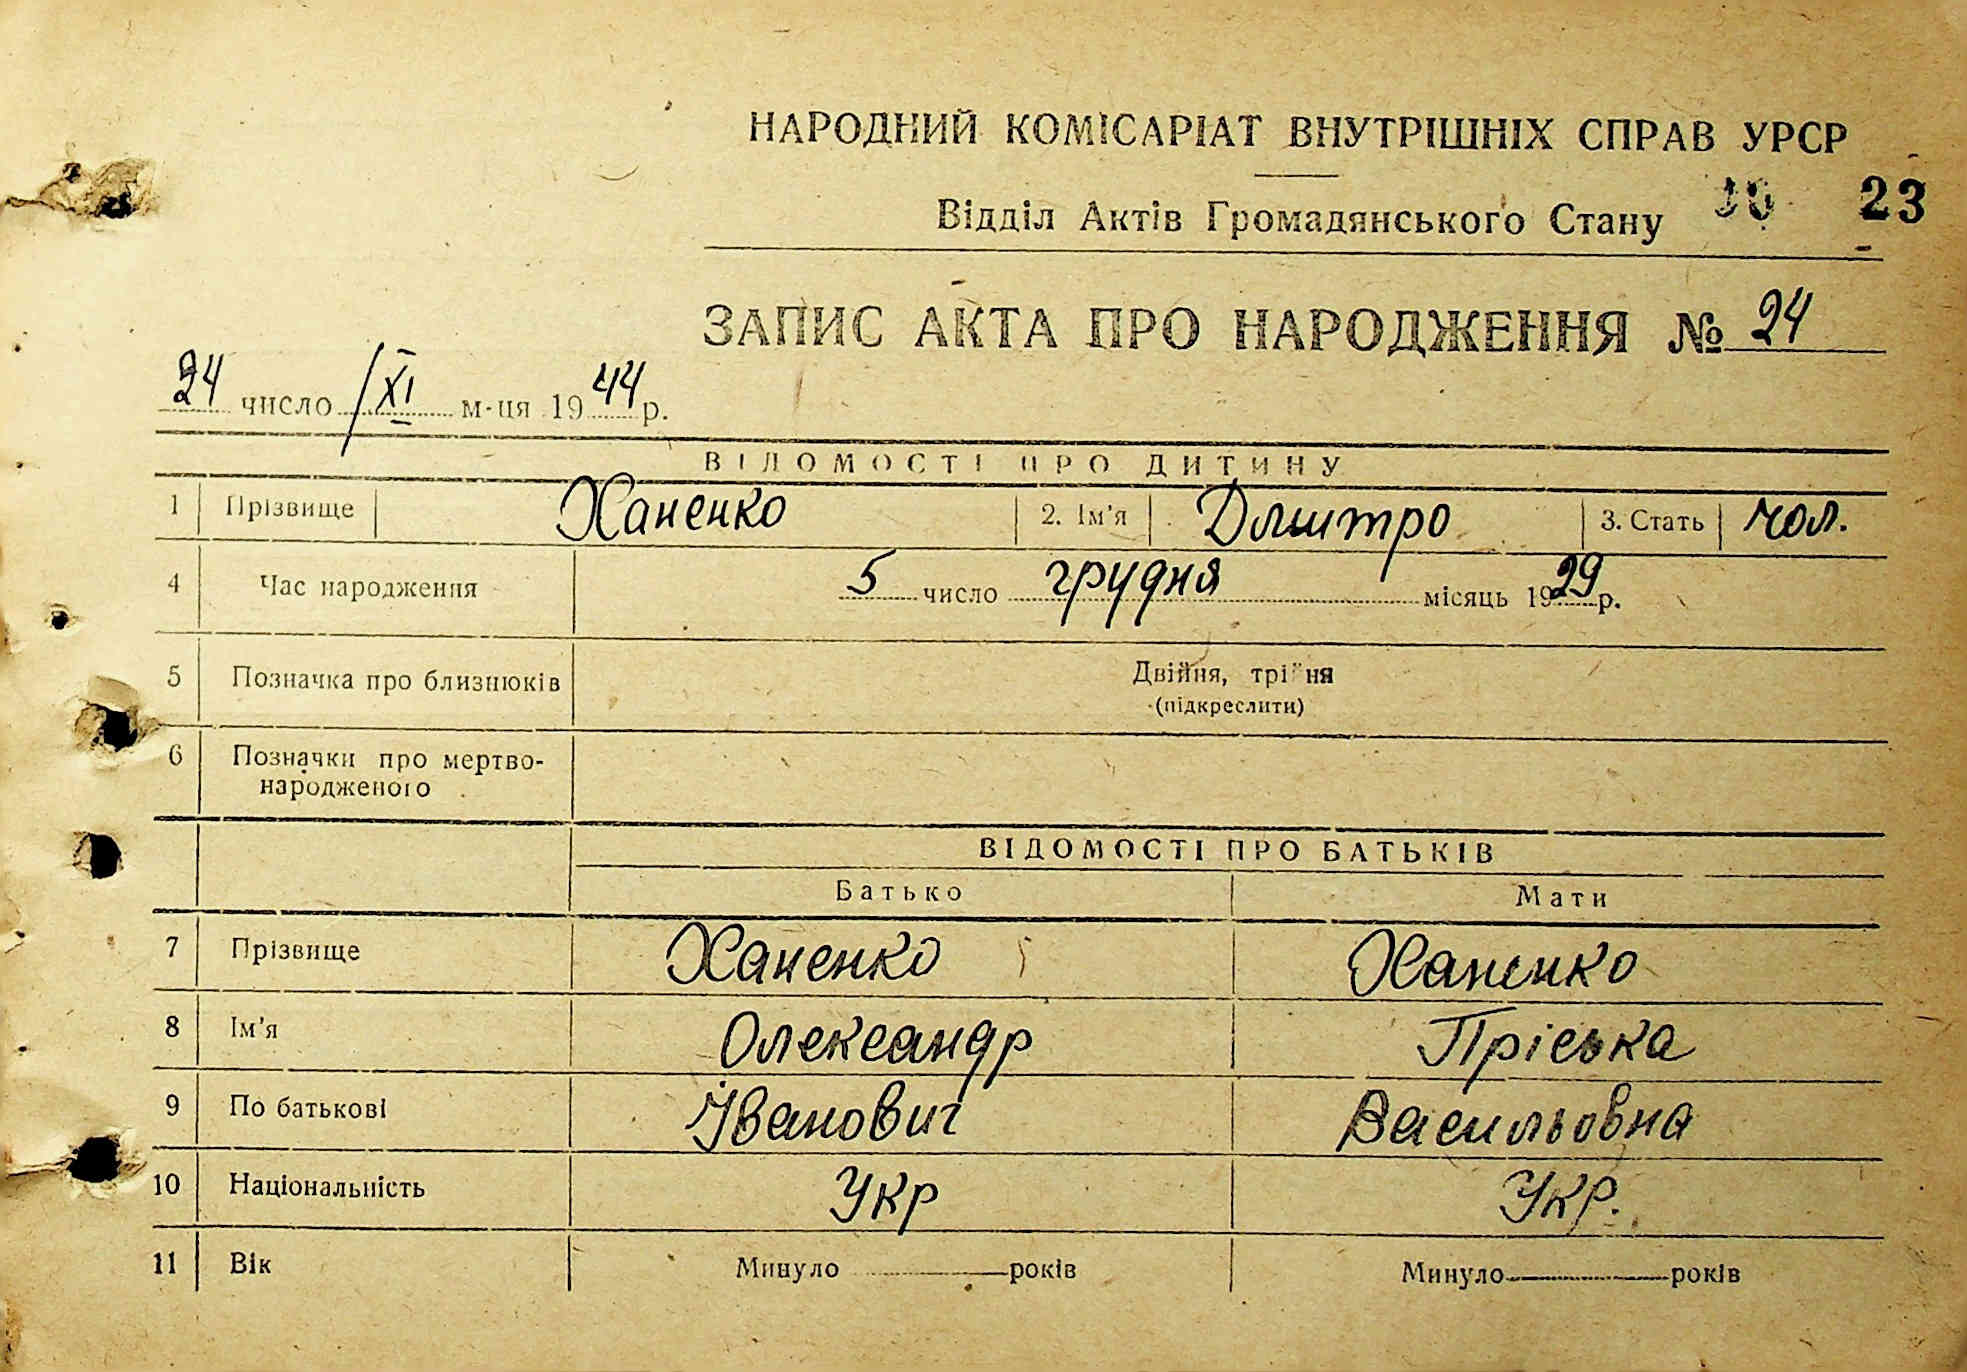 НАРОДНИЙ КОМІСАРІАТ ВНУТРІШНІХ СПРАВ УРСР
Відділ Актів Громадянського Стану 23
ЗАПИС АКТА ПРО НАРОДЖЕННЯ № 24
24 число /XI м-ця 1944 р.
ВІДОМОСТІ ПРО ДИТИНУ
1 Прізвище Ханенко 2. Ім'я Дмитро 3. Стать чол.
4 Час народження 5 число грудня місяць 1929 р.
5 Позначка про близнюків Двійня, трійня
(підкреслити)
6 Позначки про мертво-
народженого
ВІДОМОСТІ ПРО БАТЬКІВ
Батько Мати
7 Прізвище Ханенко Ханенко
8 Ім'я Олександр Пріська
9 По батькові Іванович Васильовна
10 Національність Укр Укр.
11 Вік Минуло років Минуло років